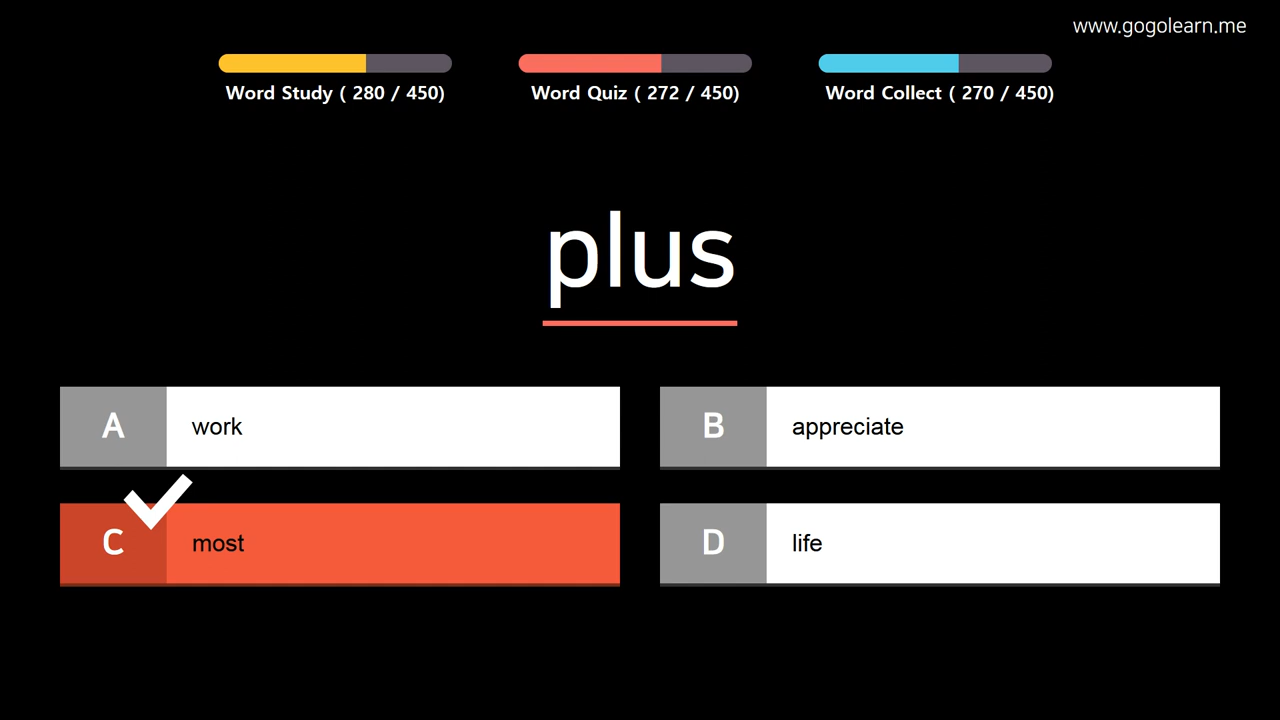 www.gogolearn.me
Word Study ( 280 / 450)
Word Quiz ( 272 / 450)
Word Collect ( 270 / 450)
plus
A work
B appreciate
C most
D life